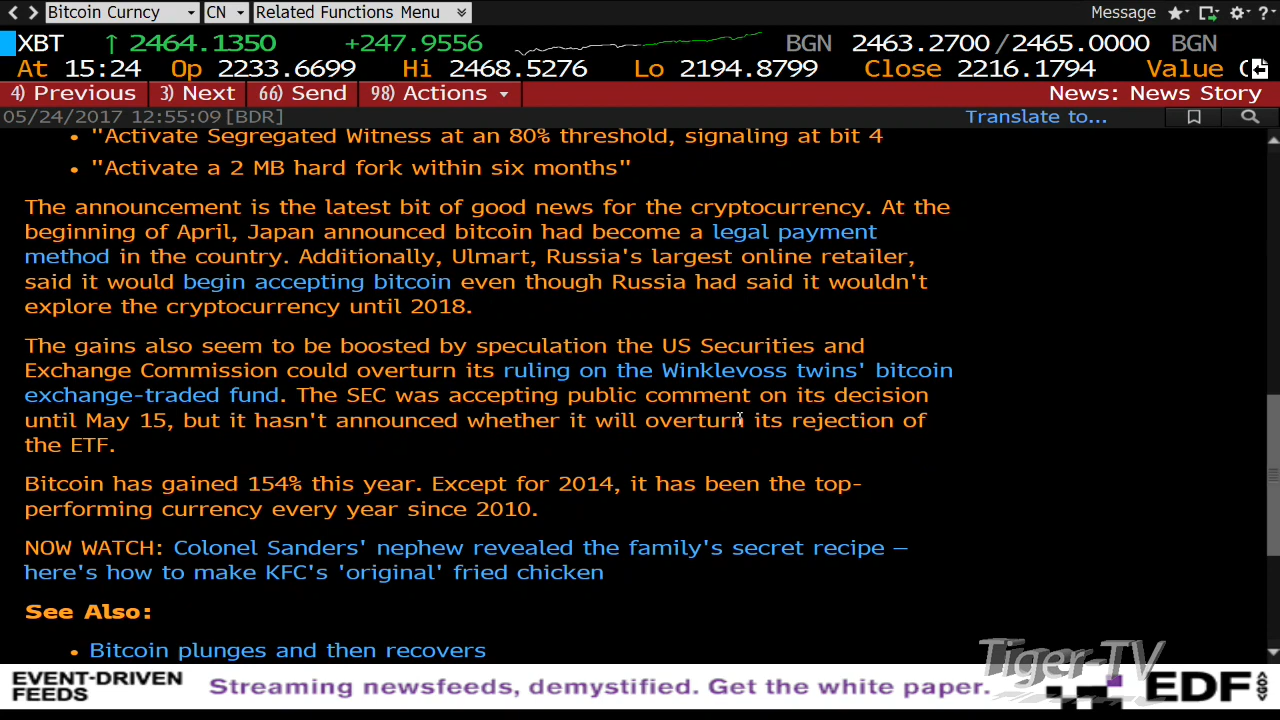 Bitcoin Curncy CN Related Functions Menu Message
XBT ↑ 2464.1350 +247.9556 BGN 2463.2700/2465.0000 BGN
At 15:24 Op 2233.6699 Hi 2468.5276 Lo 2194.8799 Close 2216.1794 Value
4) Previous 3) Next 66) Send 98) Actions News: News Story
05/24/2017 12:55:09 [BDR] Translate to...
• "Activate Segregated Witness at an 80% threshold, signaling at bit 4
• "Activate a 2 MB hard fork within six months"
The announcement is the latest bit of good news for the cryptocurrency. At the
beginning of April, Japan announced bitcoin had become a legal payment
method in the country. Additionally, Ulmart, Russia's largest online retailer,
said it would begin accepting bitcoin even though Russia had said it wouldn't
explore the cryptocurrency until 2018.
The gains also seem to be boosted by speculation the US Securities and
Exchange Commission could overturn its ruling on the Winklevoss twins' bitcoin
exchange-traded fund. The SEC was accepting public comment on its decision
until May 15, but it hasn't announced whether it will overturn its rejection of
the ETF.
Bitcoin has gained 154% this year. Except for 2014, it has been the top-
performing currency every year since 2010.
NOW WATCH: Colonel Sanders' nephew revealed the family's secret recipe —
here's how to make KFC's 'original' fried chicken
See Also:
• Bitcoin plunges and then recovers
Tiger-TV
EVENT-DRIVEN
FEEDS
Streaming newsfeeds, demystified. Get the white paper.
EDF